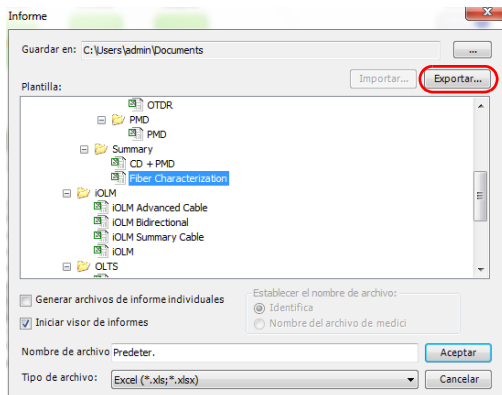 Informe
Guardar en: C:\Users\admin\Documents
...
Plantilla:
Importar...
Exportar...
OTDR
PMD
PMD
Summary
CD + PMD
Fiber Characterization
iOLM
iOLM Advanced Cable
iOLM Bidirectional
iOLM Summary Cable
iOLM
OLTS
Generar archivos de informe individuales
Iniciar visor de informes
Establecer el nombre de archivo:
Identifica
Nombre del archivo de medici
Nombre de archivo Predeter.
Aceptar
Tipo de archivo: Excel (*.xls;*.xlsx)
Cancelar